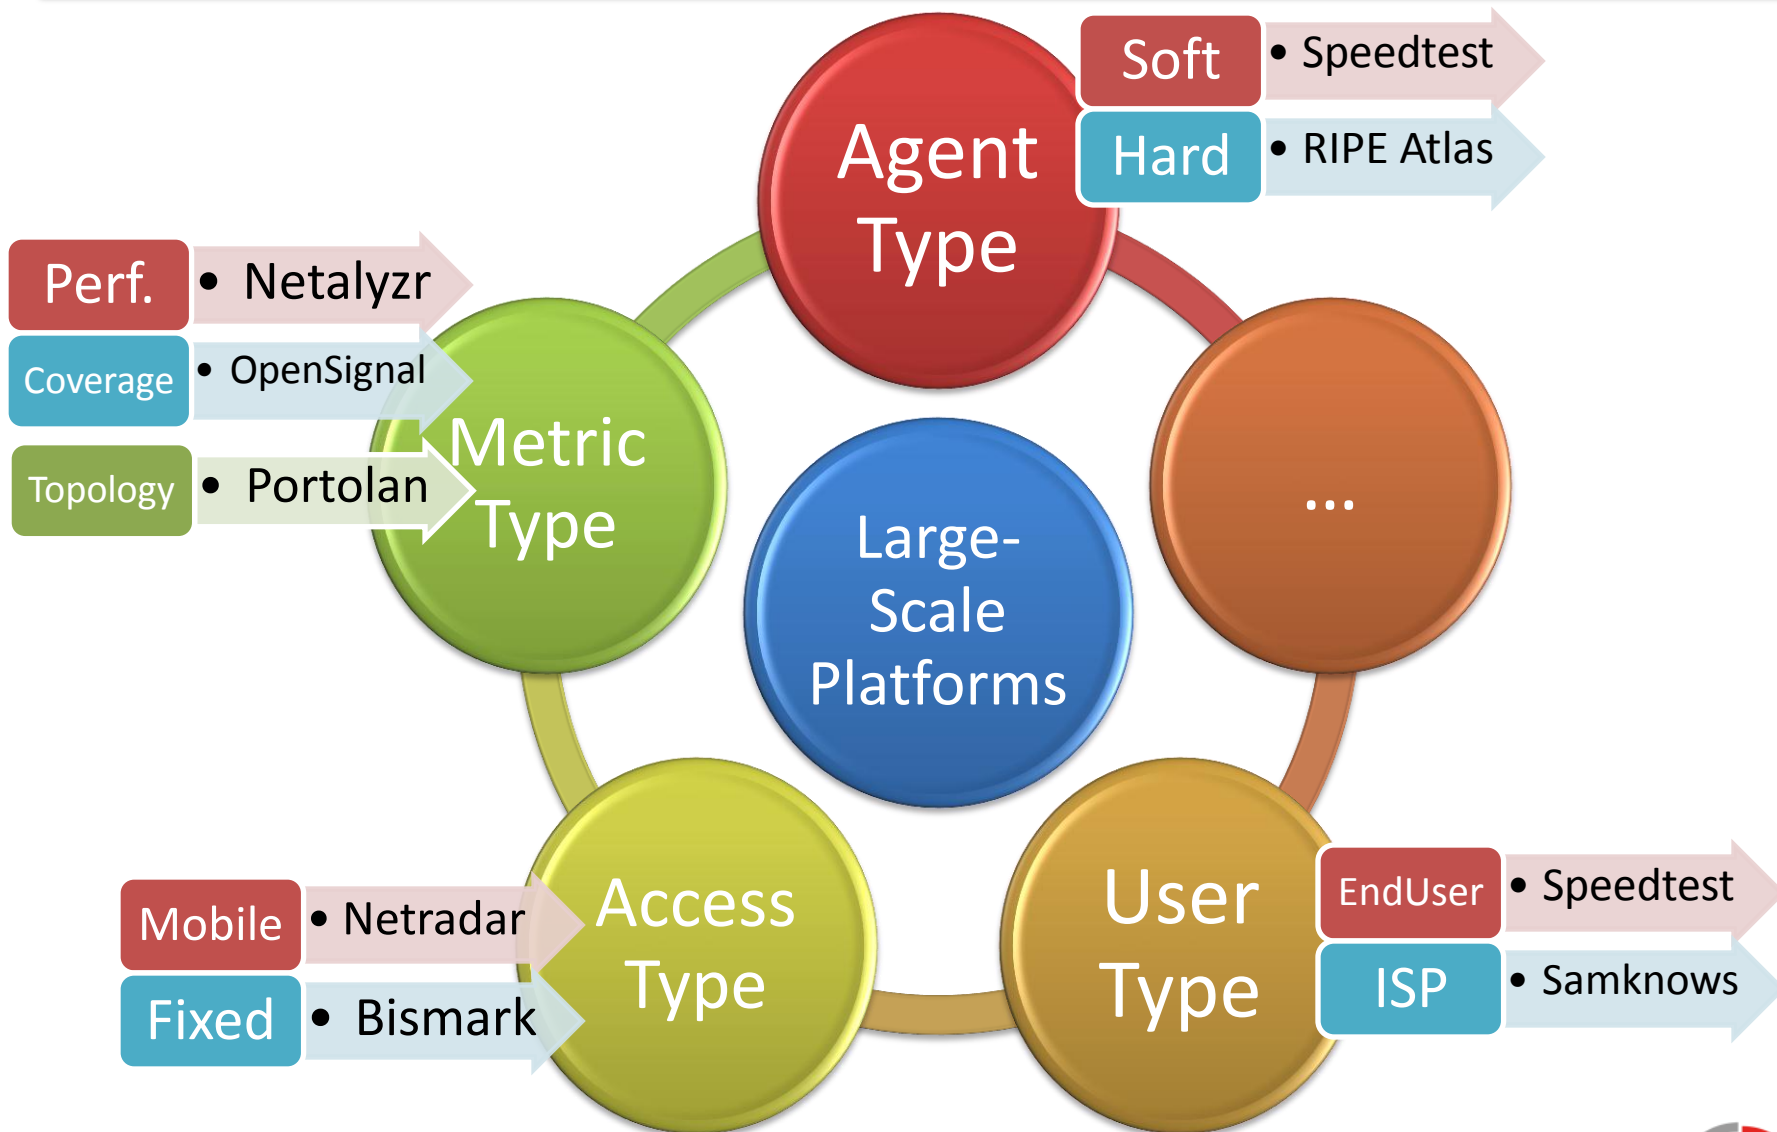 Agent
Type
Soft
• Speedtest
Hard
• RIPE Atlas
Perf.
• Netalyzr
Coverage
• OpenSignal
Topology
• Portolan
Metric
Type
...
Large-
Scale
Platforms
Mobile
• Netradar
Fixed
• Bismark
Access
Type
User
Type
EndUser
• Speedtest
ISP
• Samknows